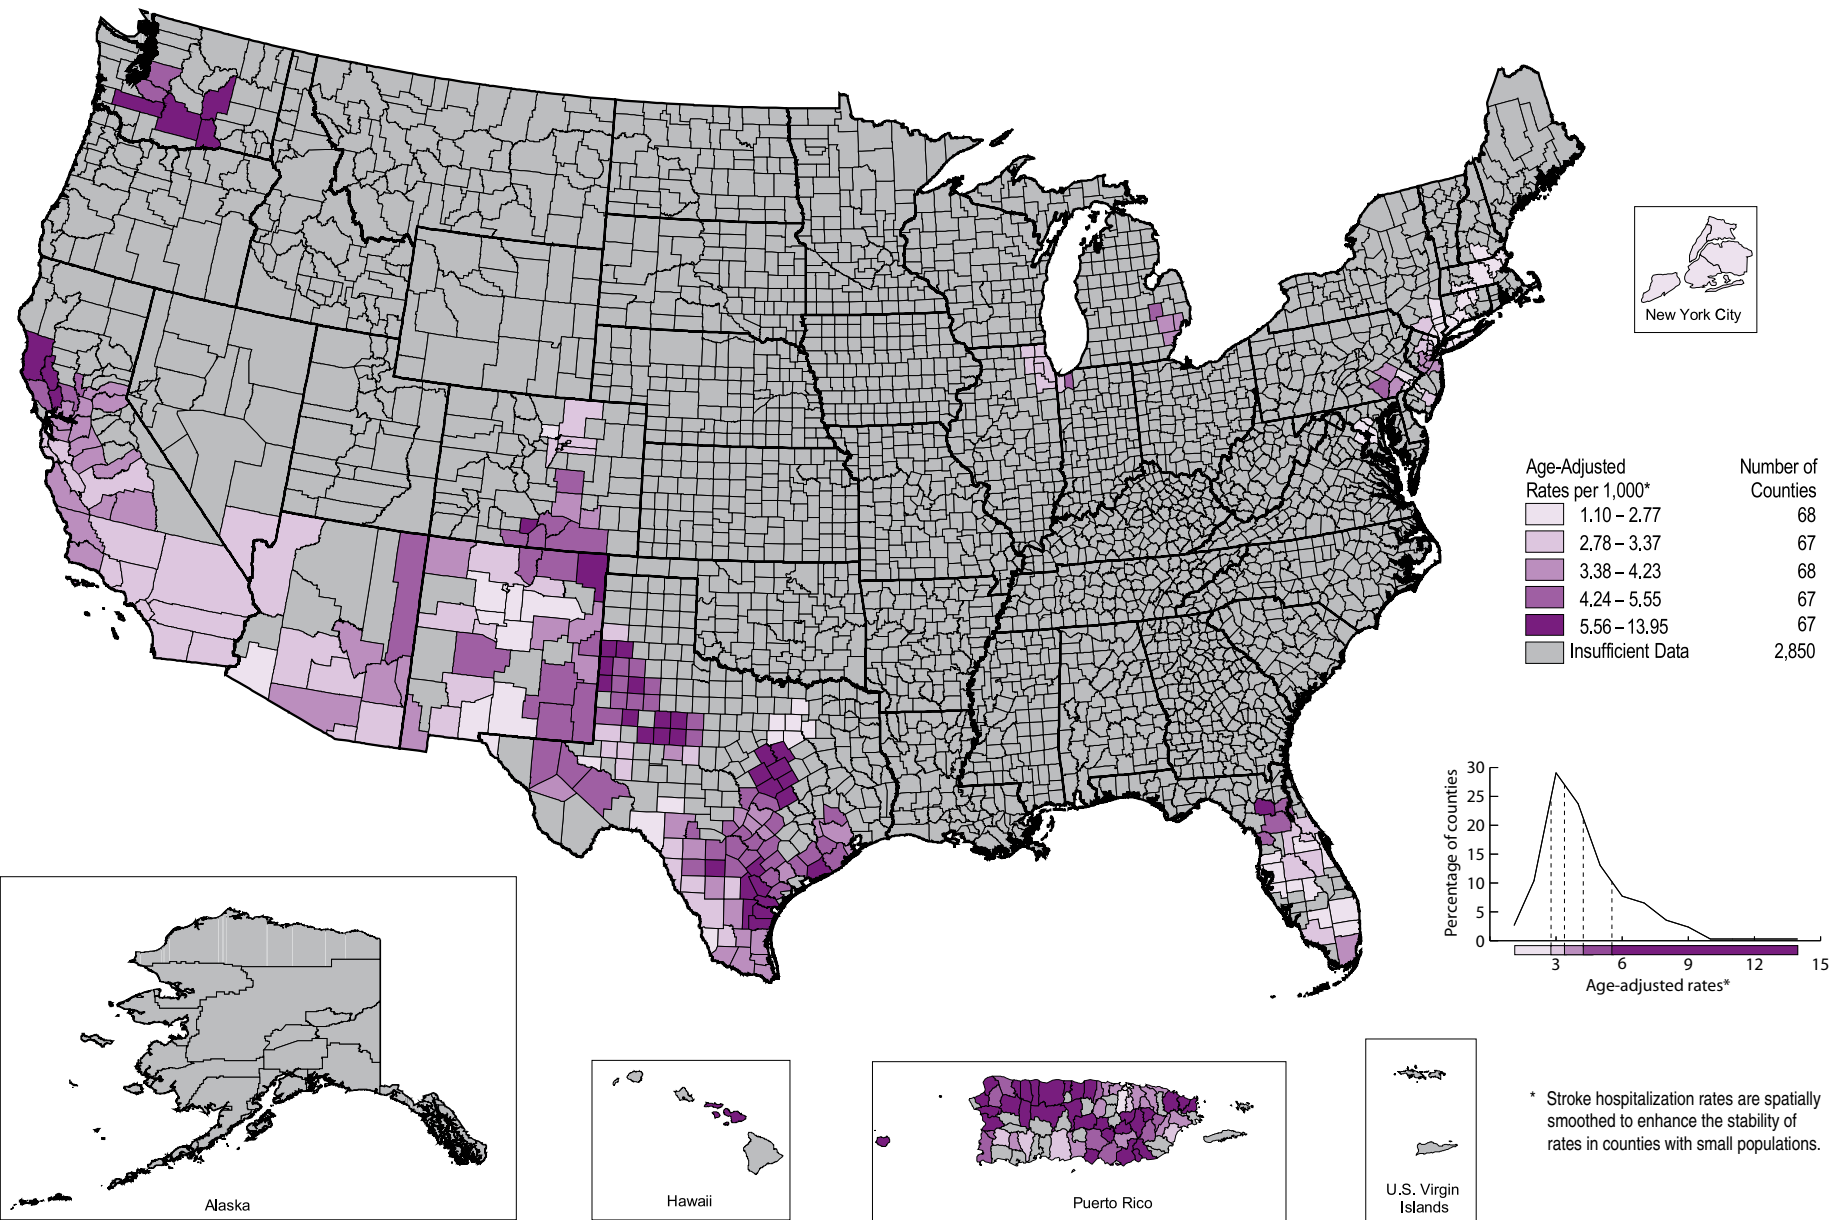 New York City
Age-Adjusted Number of
Rates per 1,000* Counties
1.10 – 2.77 68
2.78 – 3.37 67
3.38 – 4.23 68
4.24 – 5.55 67
5.56 – 13.95 67
Insufficient Data 2,850
Percentage of counties
30
25
20
15
10
5
0
3 6 9 12 15
Age-adjusted rates*
* Stroke hospitalization rates are spatially
smoothed to enhance the stability of
rates in counties with small populations.
Alaska
Hawaii
Puerto Rico
U.S. Virgin
Islands